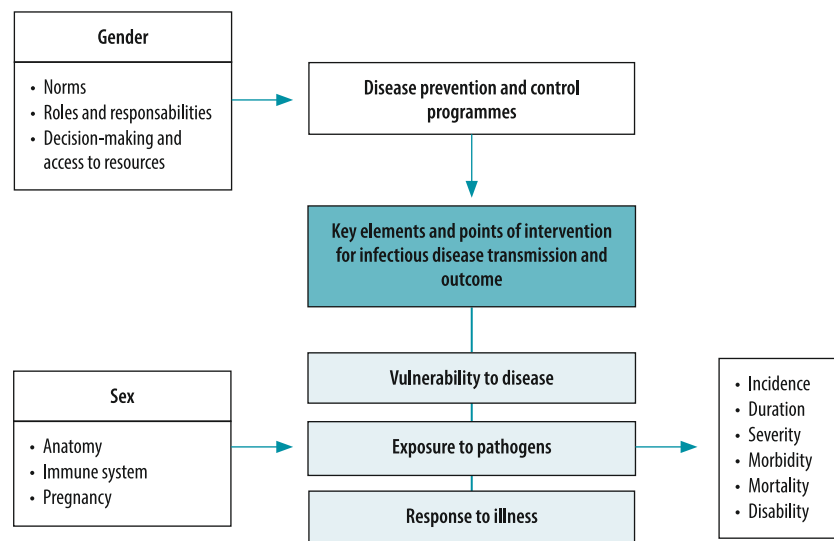 Gender
• Norms
• Roles and responsabilities
• Decision-making and
access to resources
Disease prevention and control
programmes
Key elements and points of intervention
for infectious disease transmission and
outcome
Vulnerability to disease
Sex
• Anatomy
• Immune system
• Pregnancy
Exposure to pathogens
Response to illness
• Incidence
• Duration
• Severity
• Morbidity
• Mortality
• Disability